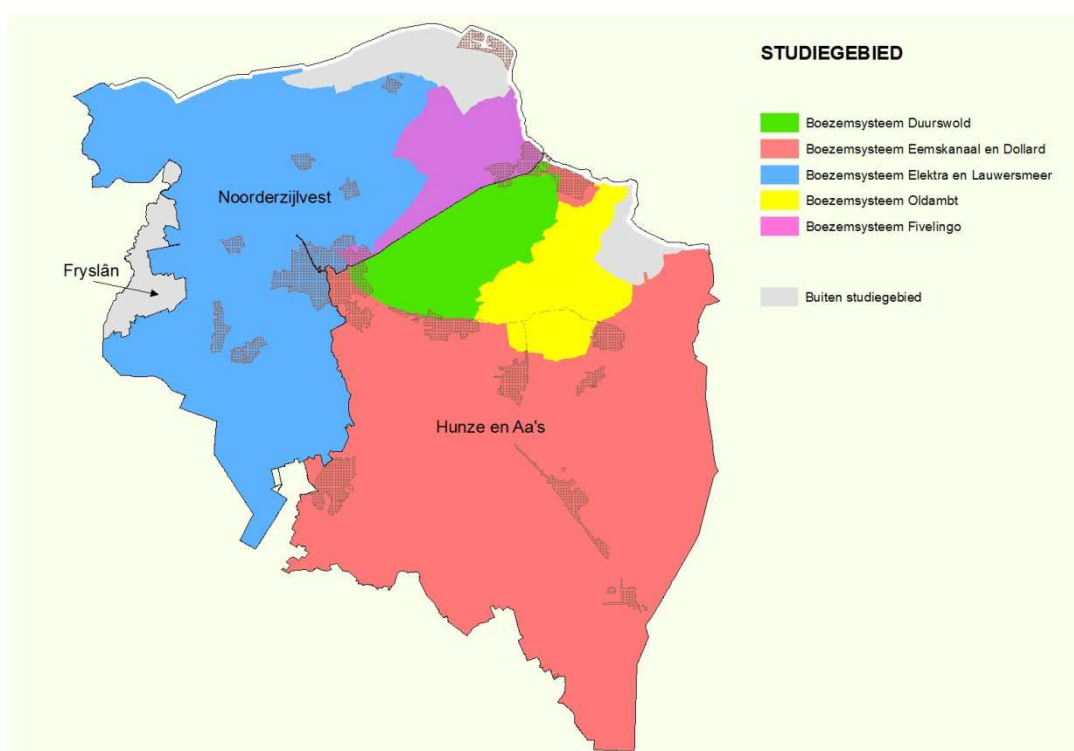 STUDIEGEBIED
Boezemsysteem Duurswold
Boezemsysteem Eemskanaal en Dollard
Boezemsysteem Elektra en Lauwersmeer
Boezemsysteem Oldambt
Boezemsysteem Fivelingo
Buiten studiegebied
Noorderzijlvest
Fryslân
Hunze en Aa's